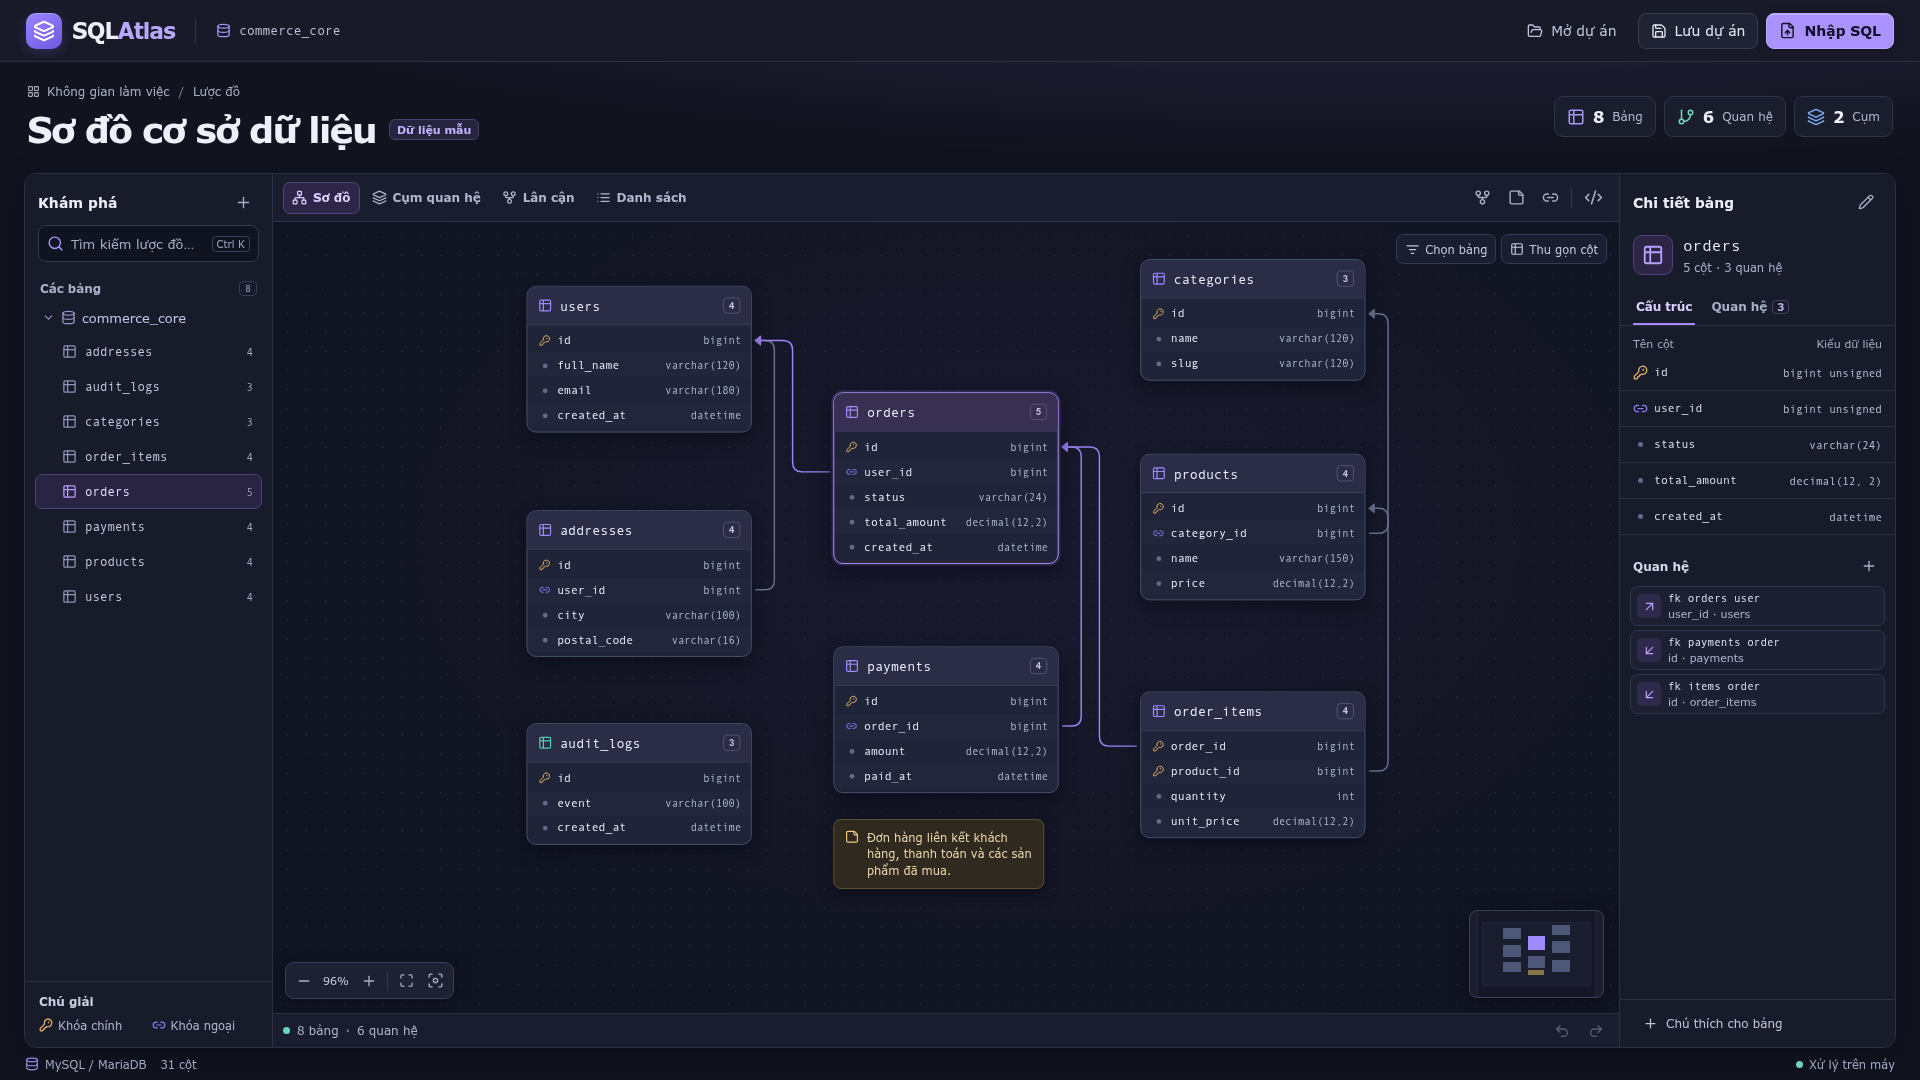 SQLAtlas
commerce_core
Mở dự án
Lưu dự án
Nhập SQL
Không gian làm việc / Lược đồ
Sơ đồ cơ sở dữ liệu
Dữ liệu mẫu
8 Bảng
6 Quan hệ
2 Cụm
Khám phá
Tìm kiếm lược đồ...
Ctrl K
Các bảng
8
commerce_core
addresses 4
audit_logs 3
categories 3
order_items 4
orders 5
payments 4
products 4
users 4
Chú giải
Khóa chính
Khóa ngoại
Sơ đồ
Cụm quan hệ
Lân cận
Danh sách
Chọn bảng
Thu gọn cột
users 4
id bigint
full_name varchar(120)
email varchar(180)
created_at datetime
addresses 4
id bigint
user_id bigint
city varchar(100)
postal_code varchar(16)
audit_logs 3
id bigint
event varchar(100)
created_at datetime
orders 5
id bigint
user_id bigint
status varchar(24)
total_amount decimal(12,2)
created_at datetime
payments 4
id bigint
order_id bigint
amount decimal(12,2)
paid_at datetime
Đơn hàng liên kết khách
hàng, thanh toán và các sản
phẩm đã mua.
categories 3
id bigint
name varchar(120)
slug varchar(120)
products 4
id bigint
category_id bigint
name varchar(150)
price decimal(12,2)
order_items 4
order_id bigint
product_id bigint
quantity int
unit_price decimal(12,2)
96%
8 bảng · 6 quan hệ
Chi tiết bảng
orders
5 cột · 3 quan hệ
Cấu trúc
Quan hệ 3
Tên cột Kiểu dữ liệu
id bigint unsigned
user_id bigint unsigned
status varchar(24)
total_amount decimal(12, 2)
created_at datetime
Quan hệ
fk orders user
user_id · users
fk payments order
id · payments
fk items order
id · order_items
Chú thích cho bảng
MySQL / MariaDB
31 cột
Xử lý trên máy